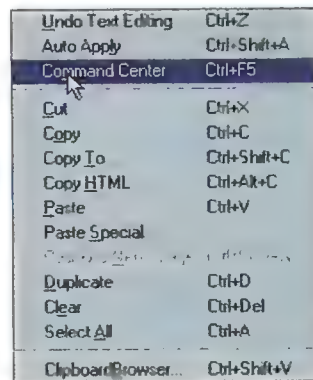 Undo Text Editing Ctrl+Z
Auto Apply Ctrl+Shift+A
Command Center Ctrl+F5
Cut Ctrl+X
Copy Ctrl+C
Copy To Ctrl+Shift+C
Copy HTML Ctrl+Alt+C
Paste Ctrl+V
Paste Special
Duplicate Ctrl+D
Clear Ctrl+Del
Select All Ctrl+A
ClipboardBrowser... Ctrl+Shift+V